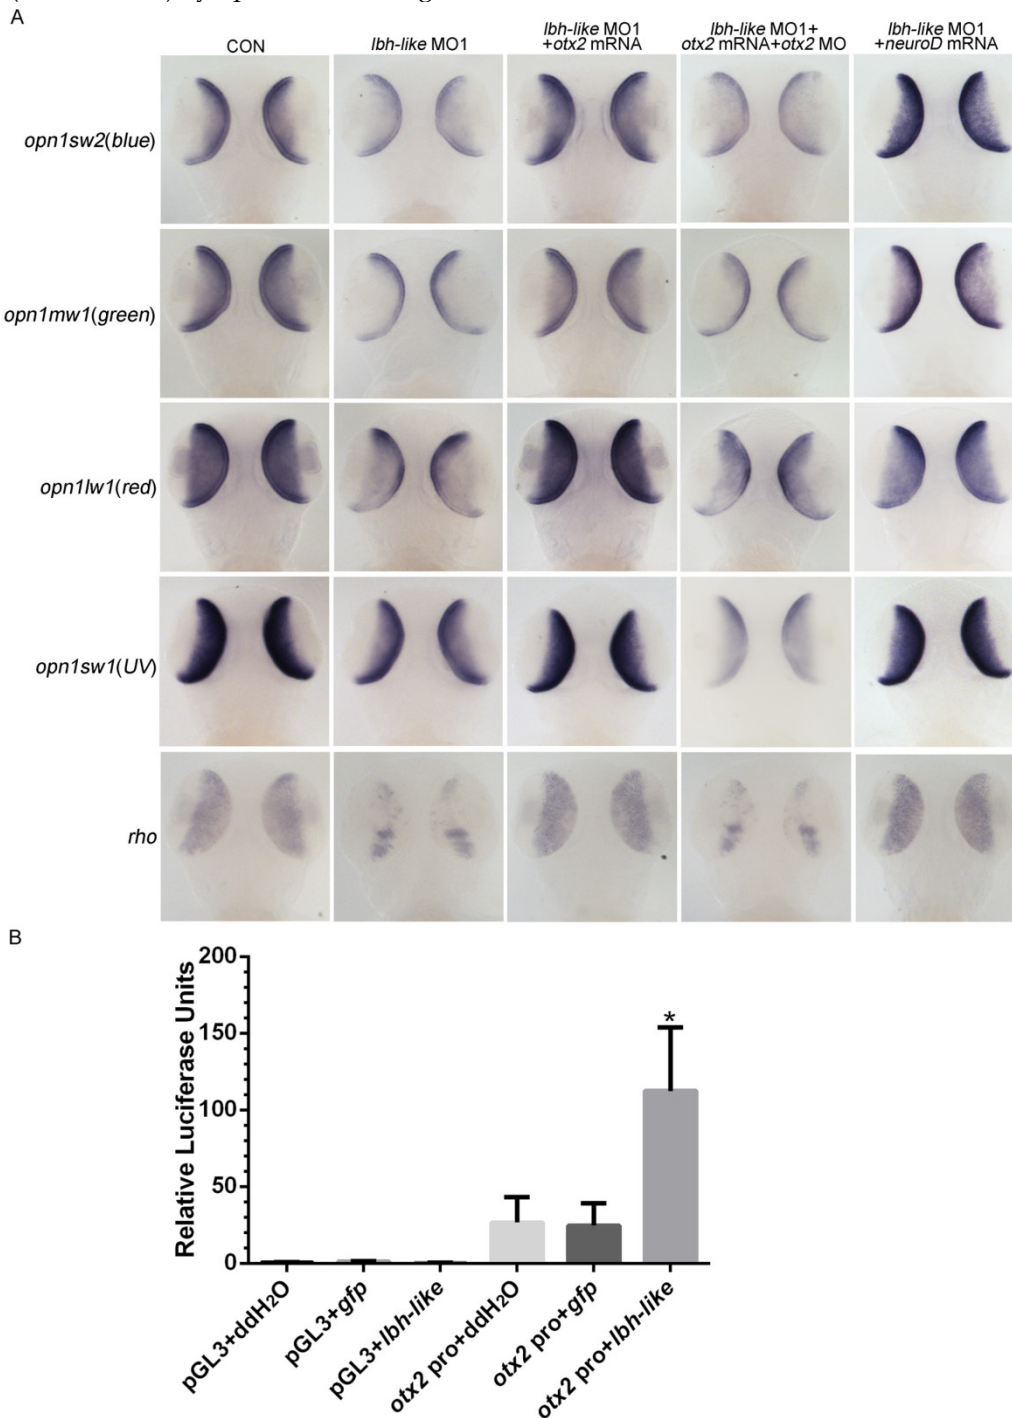 A
CON
lbh-like MO1
lbh-like MO1
+otx2 mRNA
lbh-like MO1+
otx2 mRNA+otx2 MO
lbh-like MO1
+neuroD mRNA
opn1sw2(blue)
opn1mw1(green)
opn1lw1(red)
opn1sw1(UV)
rho
B
Relative Luciferase Units
200
150
100
50
0
*
pGL3+ddH2O
pGL3+gfp
pGL3+lbh-like
otx2 pro+ddH2O
otx2 pro+gfp
otx2 pro+lbh-like